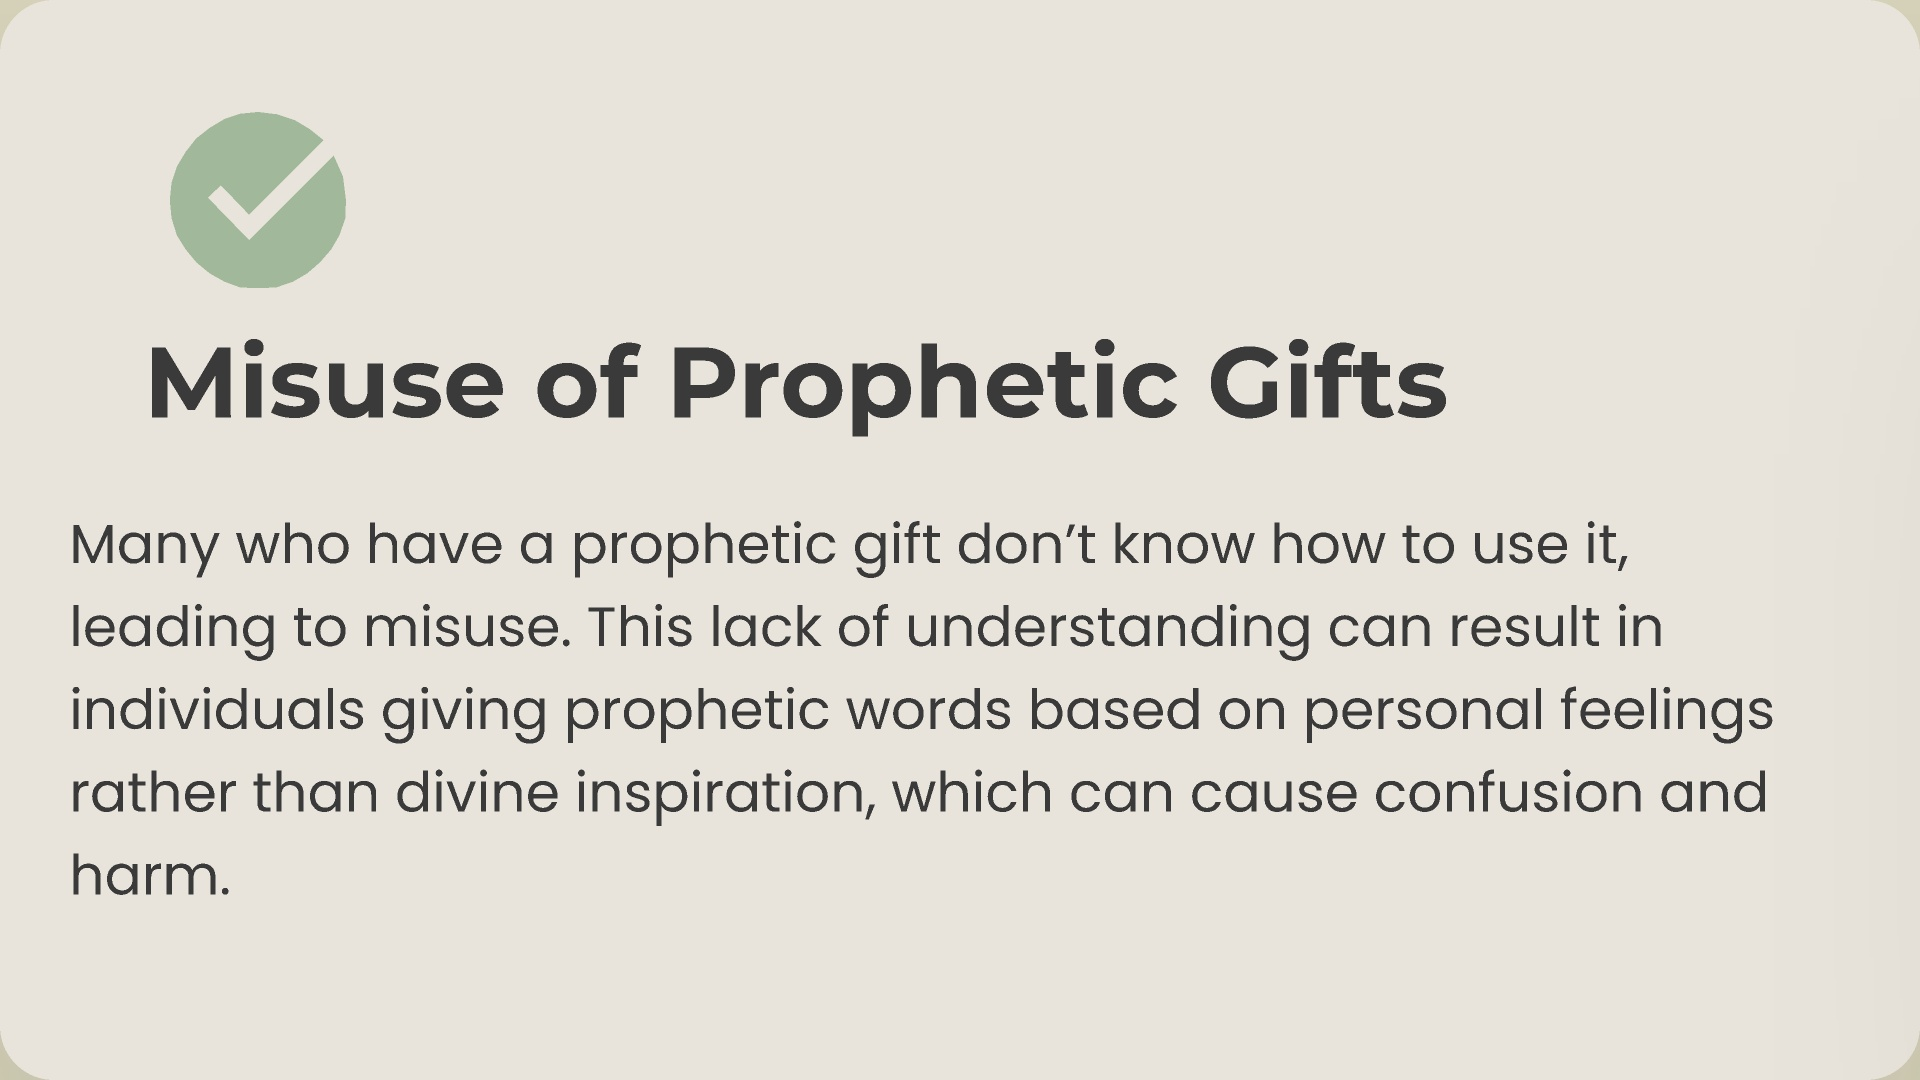 Misuse of Prophetic Gifts
Many who have a prophetic gift don’t know how to use it,
leading to misuse. This lack of understanding can result in
individuals giving prophetic words based on personal feelings
rather than divine inspiration, which can cause confusion and
harm.